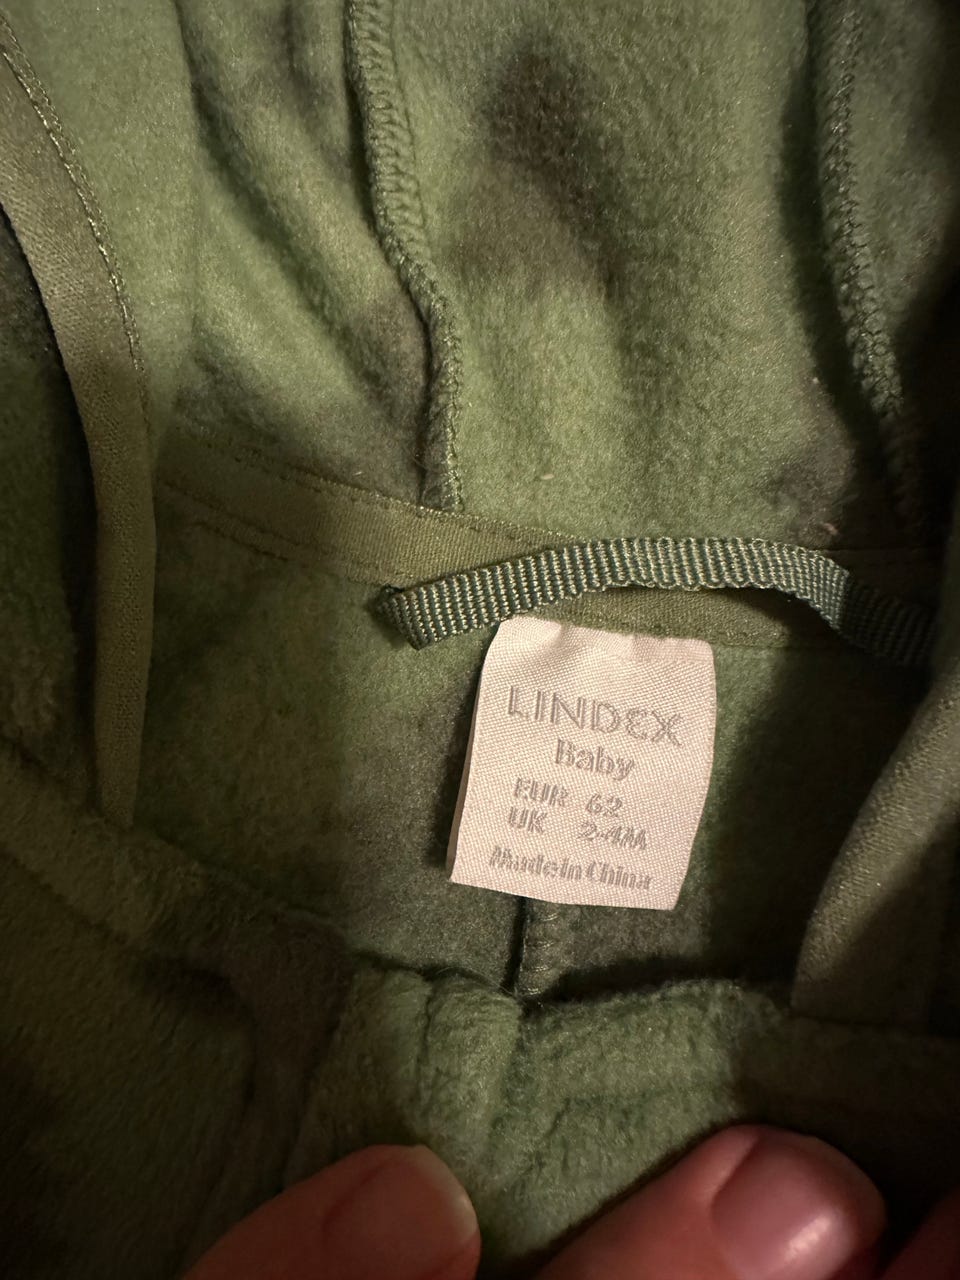 LINDEX
Baby
EUR 62
UK 2-4M
Made in China